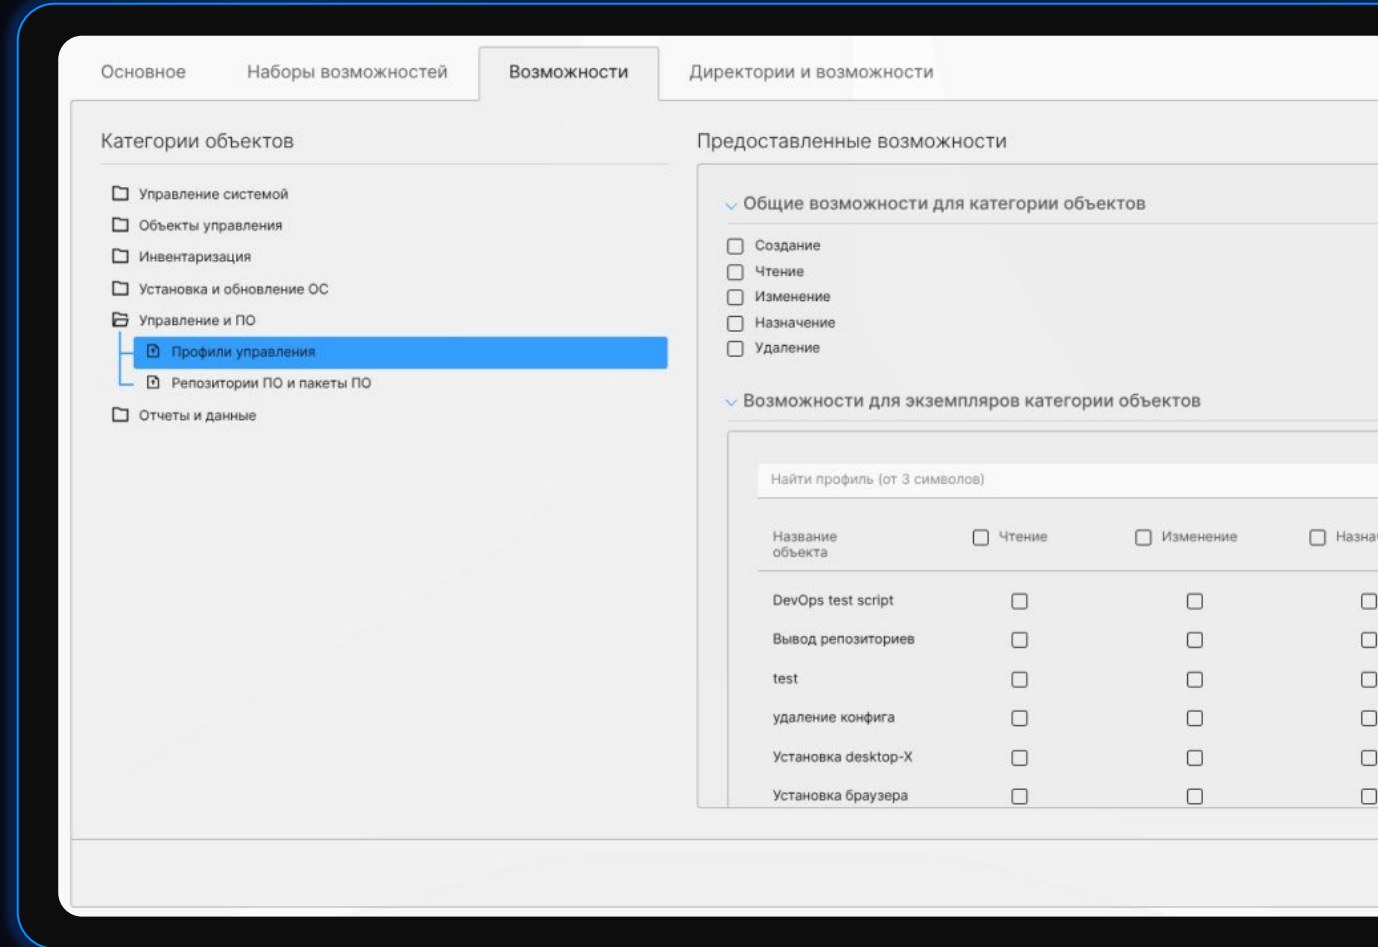 Основное Наборы возможностей Возможности Директории и возможности
Категории объектов
Управление системой
Объекты управления
Инвентаризация
Установка и обновление ОС
Управление и ПО
Профили управления
Репозитории ПО и пакеты ПО
Отчеты и данные
Предоставленные возможности
Общие возможности для категории объектов
Создание
Чтение
Изменение
Назначение
Удаление
Возможности для экземпляров категории объектов
Найти профиль (от 3 символов)
Название
объекта
Чтение Изменение
DevOps test script
Вывод репозиториев
test
удаление конфига
Установка desktop-X
Установка браузера